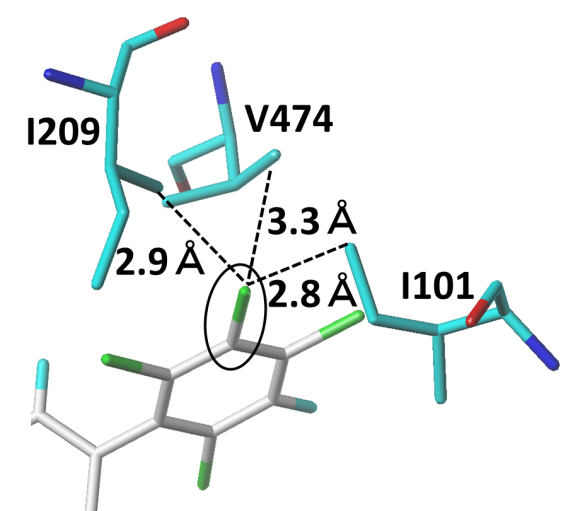 V474
I209
3.3 Å
2.9 Å
2.8 Å
I101